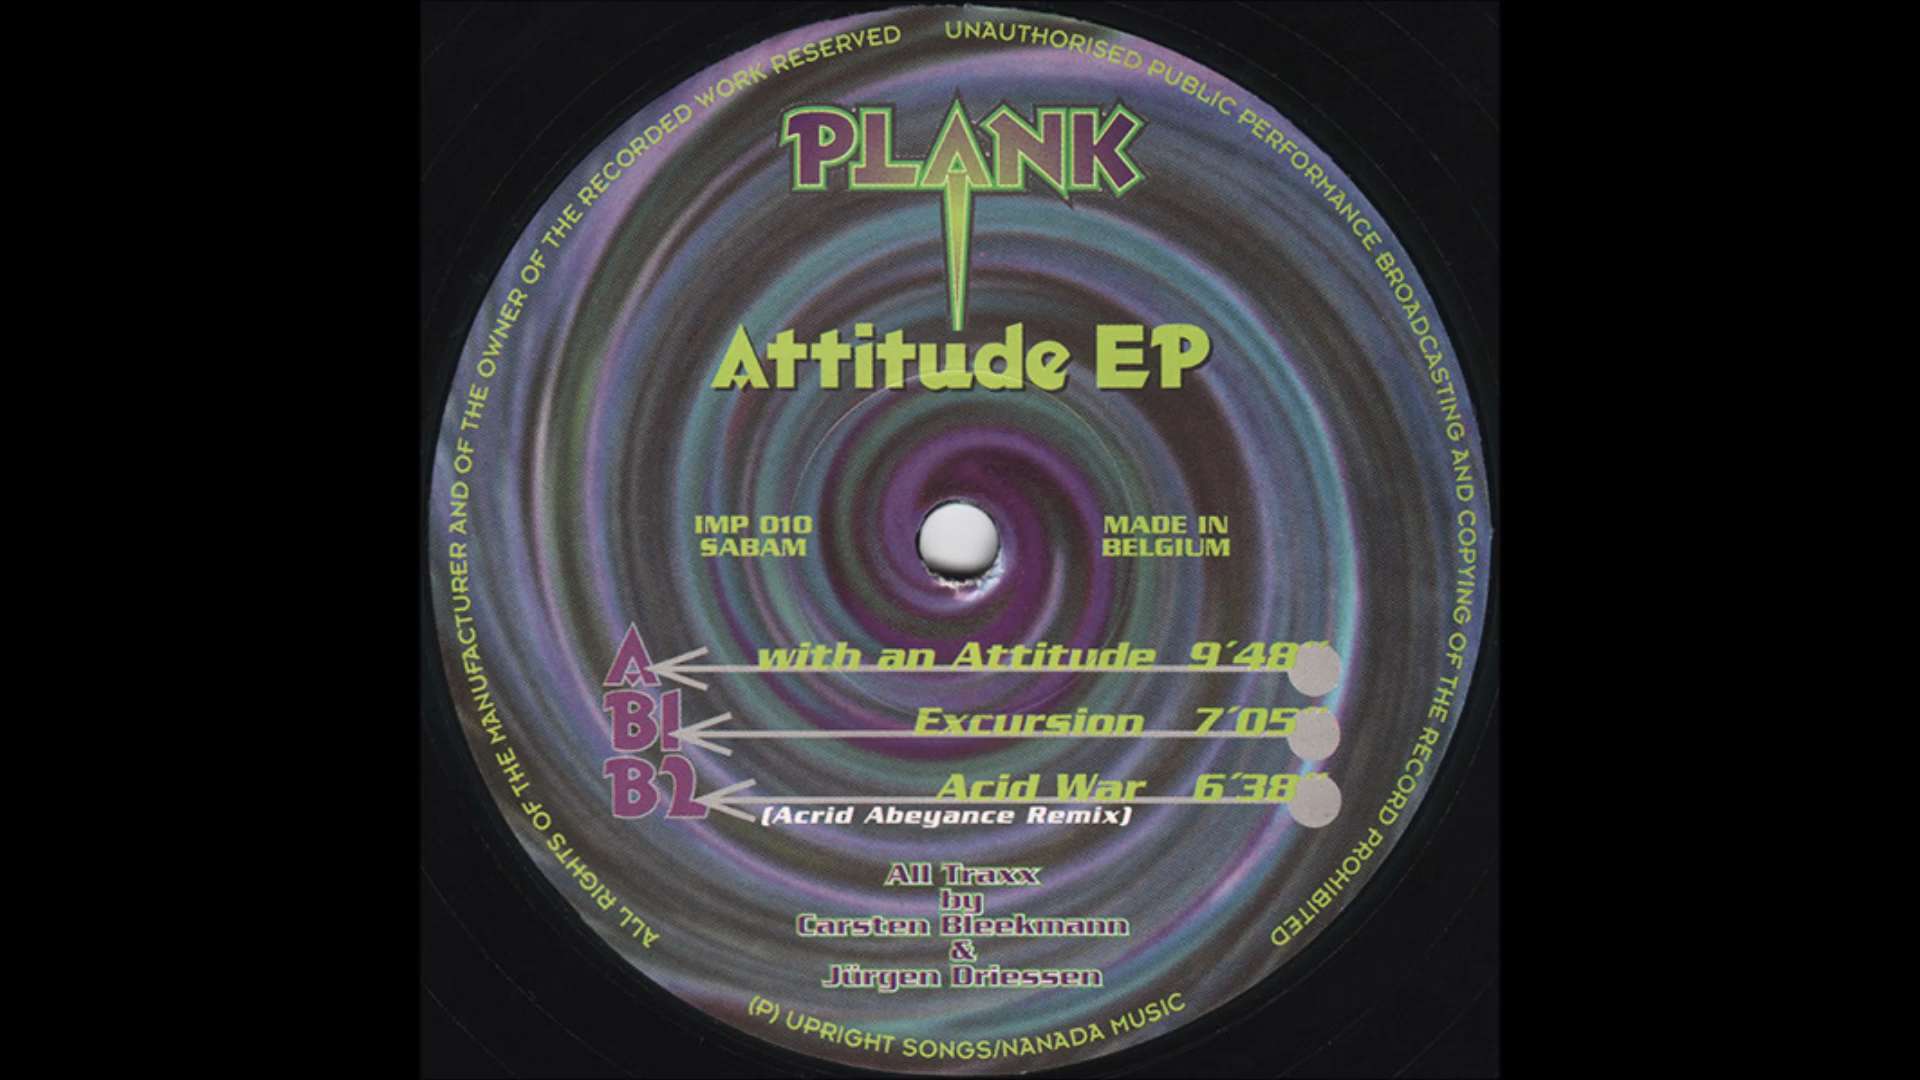 ALL RIGHTS OF THE MANUFACTURER AND OF THE OWNER OF THE RECORDED WORK RESERVED
UNAUTHORISED PUBLIC PERFORMANCE BROADCASTING AND COPYING OF THE RECORD PROHIBITED
PLANK
Attitude EP
IMP 010
SABAM
MADE IN
BELGIUM
A with an Attitude 9´48´´
B1 Excursion 7´05´´
B2 Acid War 6´38´´
(Acrid Abeyance Remix)
All Traxx
by
Carsten Bleekmann
&
Jürgen Driessen
(P) UPRIGHT SONGS/NANADA MUSIC